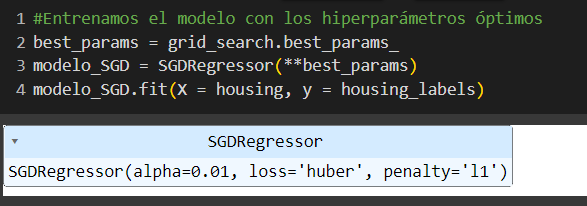 1 #Entrenamos el modelo con los hiperparámetros óptimos
2 best_params = grid_search.best_params_
3 modelo_SGD = SGDRegressor(**best_params)
4 modelo_SGD.fit(X = housing, y = housing_labels)
▾ SGDRegressor
SGDRegressor(alpha=0.01, loss='huber', penalty='l1')